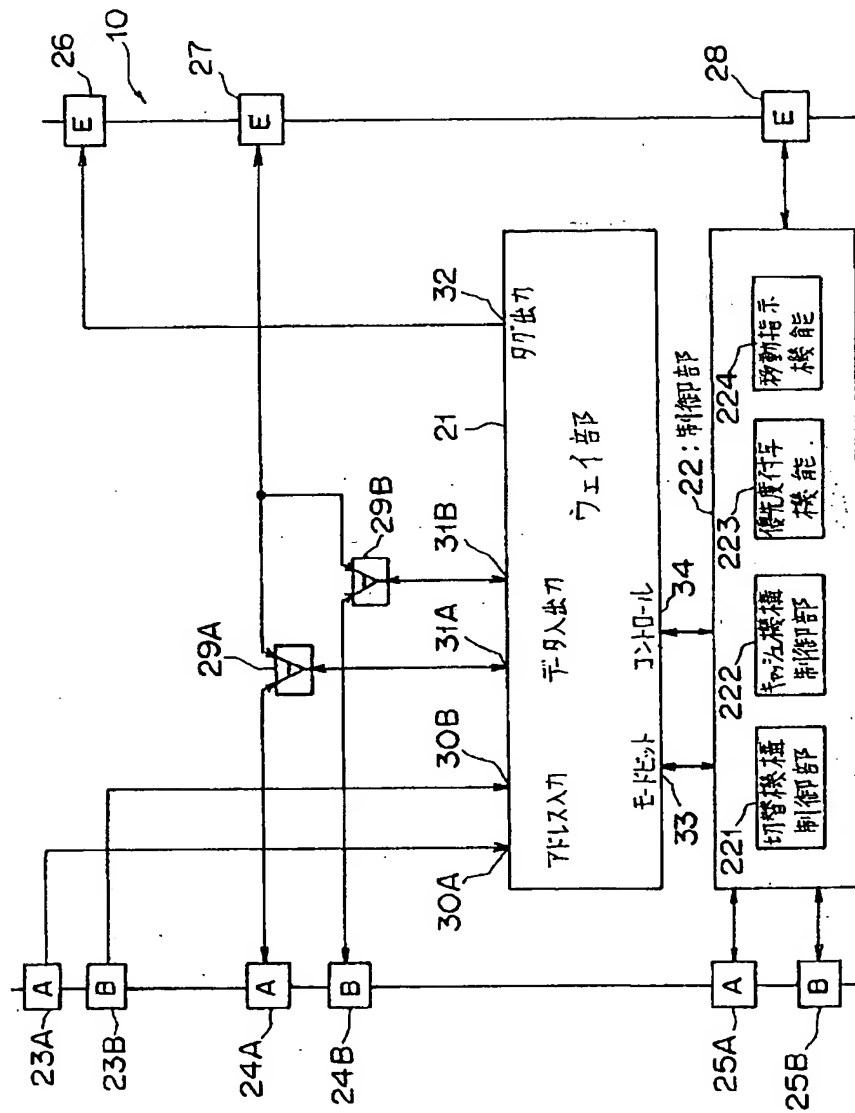 26
10
27
28
E
E
E
23A
A
23B
B
24A
A
24B
B
25A
A
25B
B
29A
29B
30A
30B
31A
31B
21
32
アドレス入力
データ入出力
タグ出力
ウェイ部
モードビット
コントロール
33
34
22:制御部
221
切替機構
制御部
222
キャッシュ機構
制御部
223
優先度付与
機能
224
移動指示
機能